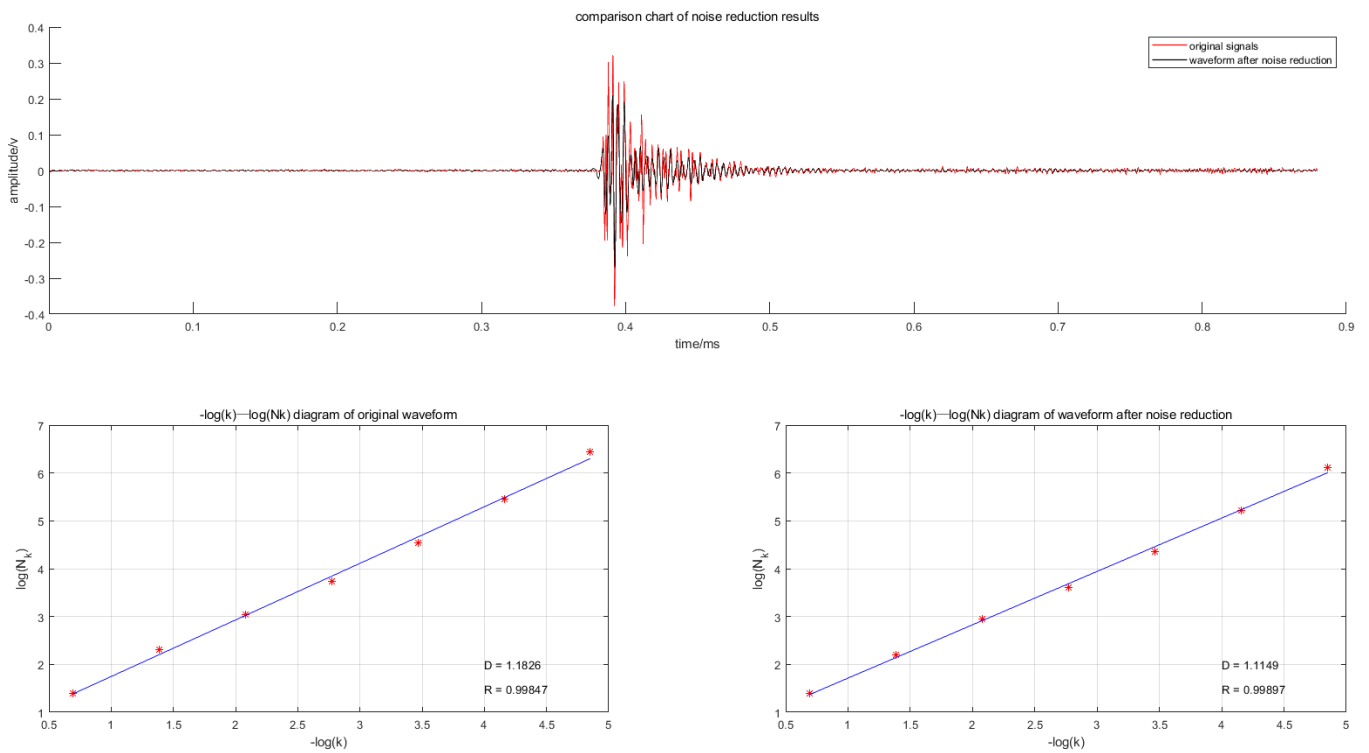 comparison chart of noise reduction results
0.4
0.3
0.2
0.1
0
-0.1
-0.2
-0.3
-0.4
amplitude/v
original signals
waveform after noise reduction
0 0.1 0.2 0.3 0.4 0.5 0.6 0.7 0.8 0.9
time/ms
-log(k)—log(Nk) diagram of original waveform
7
6
5
4
3
2
1
log(Nk)
D = 1.1826
R = 0.99847
0.5 1 1.5 2 2.5 3 3.5 4 4.5 5
-log(k)
-log(k)—log(Nk) diagram of waveform after noise reduction
7
6
5
4
3
2
1
log(Nk)
D = 1.1149
R = 0.99897
0.5 1 1.5 2 2.5 3 3.5 4 4.5 5
-log(k)